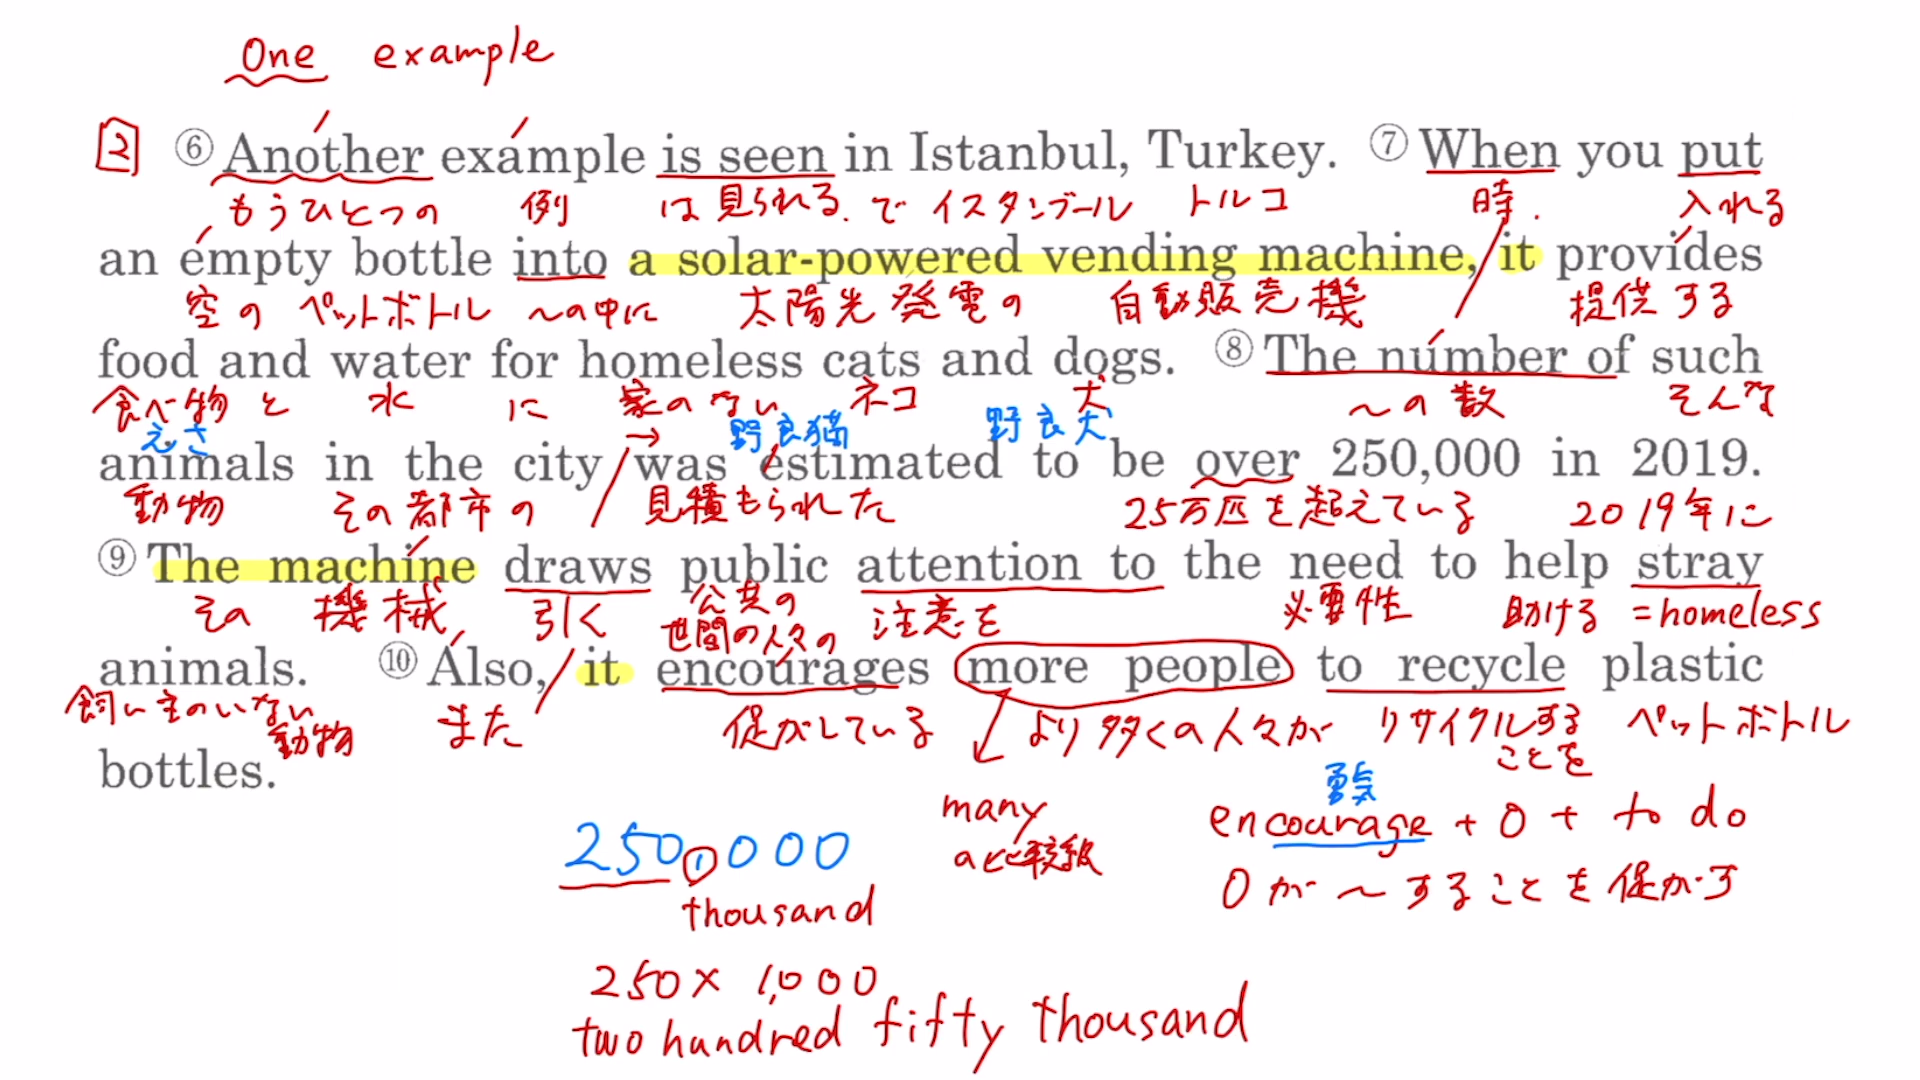 One example
2 ⑥ Another example is seen in Istanbul, Turkey. ⑦ When you put
もうひとつの 例 は見られる. で イスタンブール トルコ 時. 入れる
an empty bottle into a solar-powered vending machine, it provides
空の ペットボトル 〜の中に 太陽光発電の 自動販売機 提供する
food and water for homeless cats and dogs. ⑧ The number of such
食べ物 と 水 に 家のない ネコ 犬 〜の数 そんな
えさ 野良猫 野良犬
animals in the city was estimated to be over 250,000 in 2019.
動物 その都市の 見積もられた 25万匹を超えている 2019年に
⑨ The machine draws public attention to the need to help stray
その 機械 引く 公共の 注意を 必要性 助ける =homeless
世間の人々の
animals. ⑩ Also, it encourages more people to recycle plastic
飼い主のいない動物 また 促がしている より多くの人々が リサイクルすることを ペットボトル
bottles.
勇気
many encourage + O + to do
250,000 の比較級
O が 〜することを促がす
thousand
250 × 1,000
two hundred fifty thousand